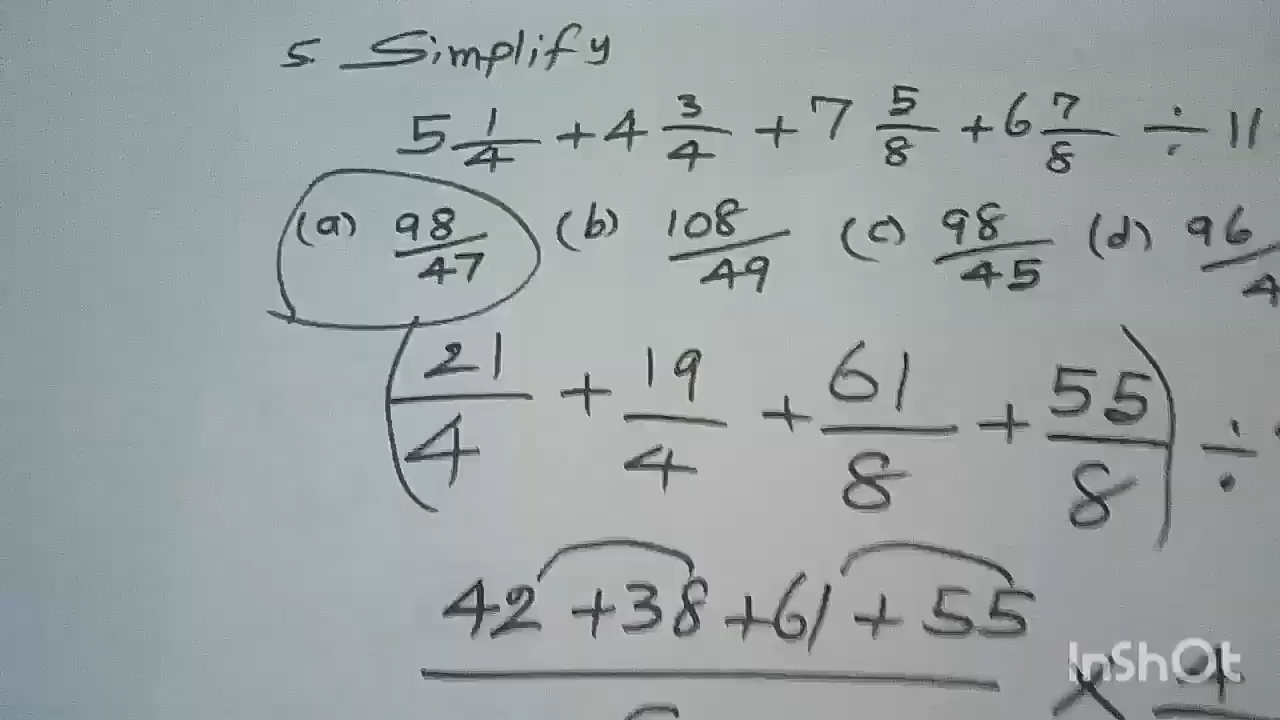 5. Simplify
5 1/4 + 4 3/4 + 7 5/8 + 6 7/8 ÷ 11
(a) 98/47 (b) 108/49 (c) 98/45 (d) 96/4
(21/4 + 19/4 + 61/8 + 55/8) ÷
42 + 38 + 61 + 55 ×
InShOt